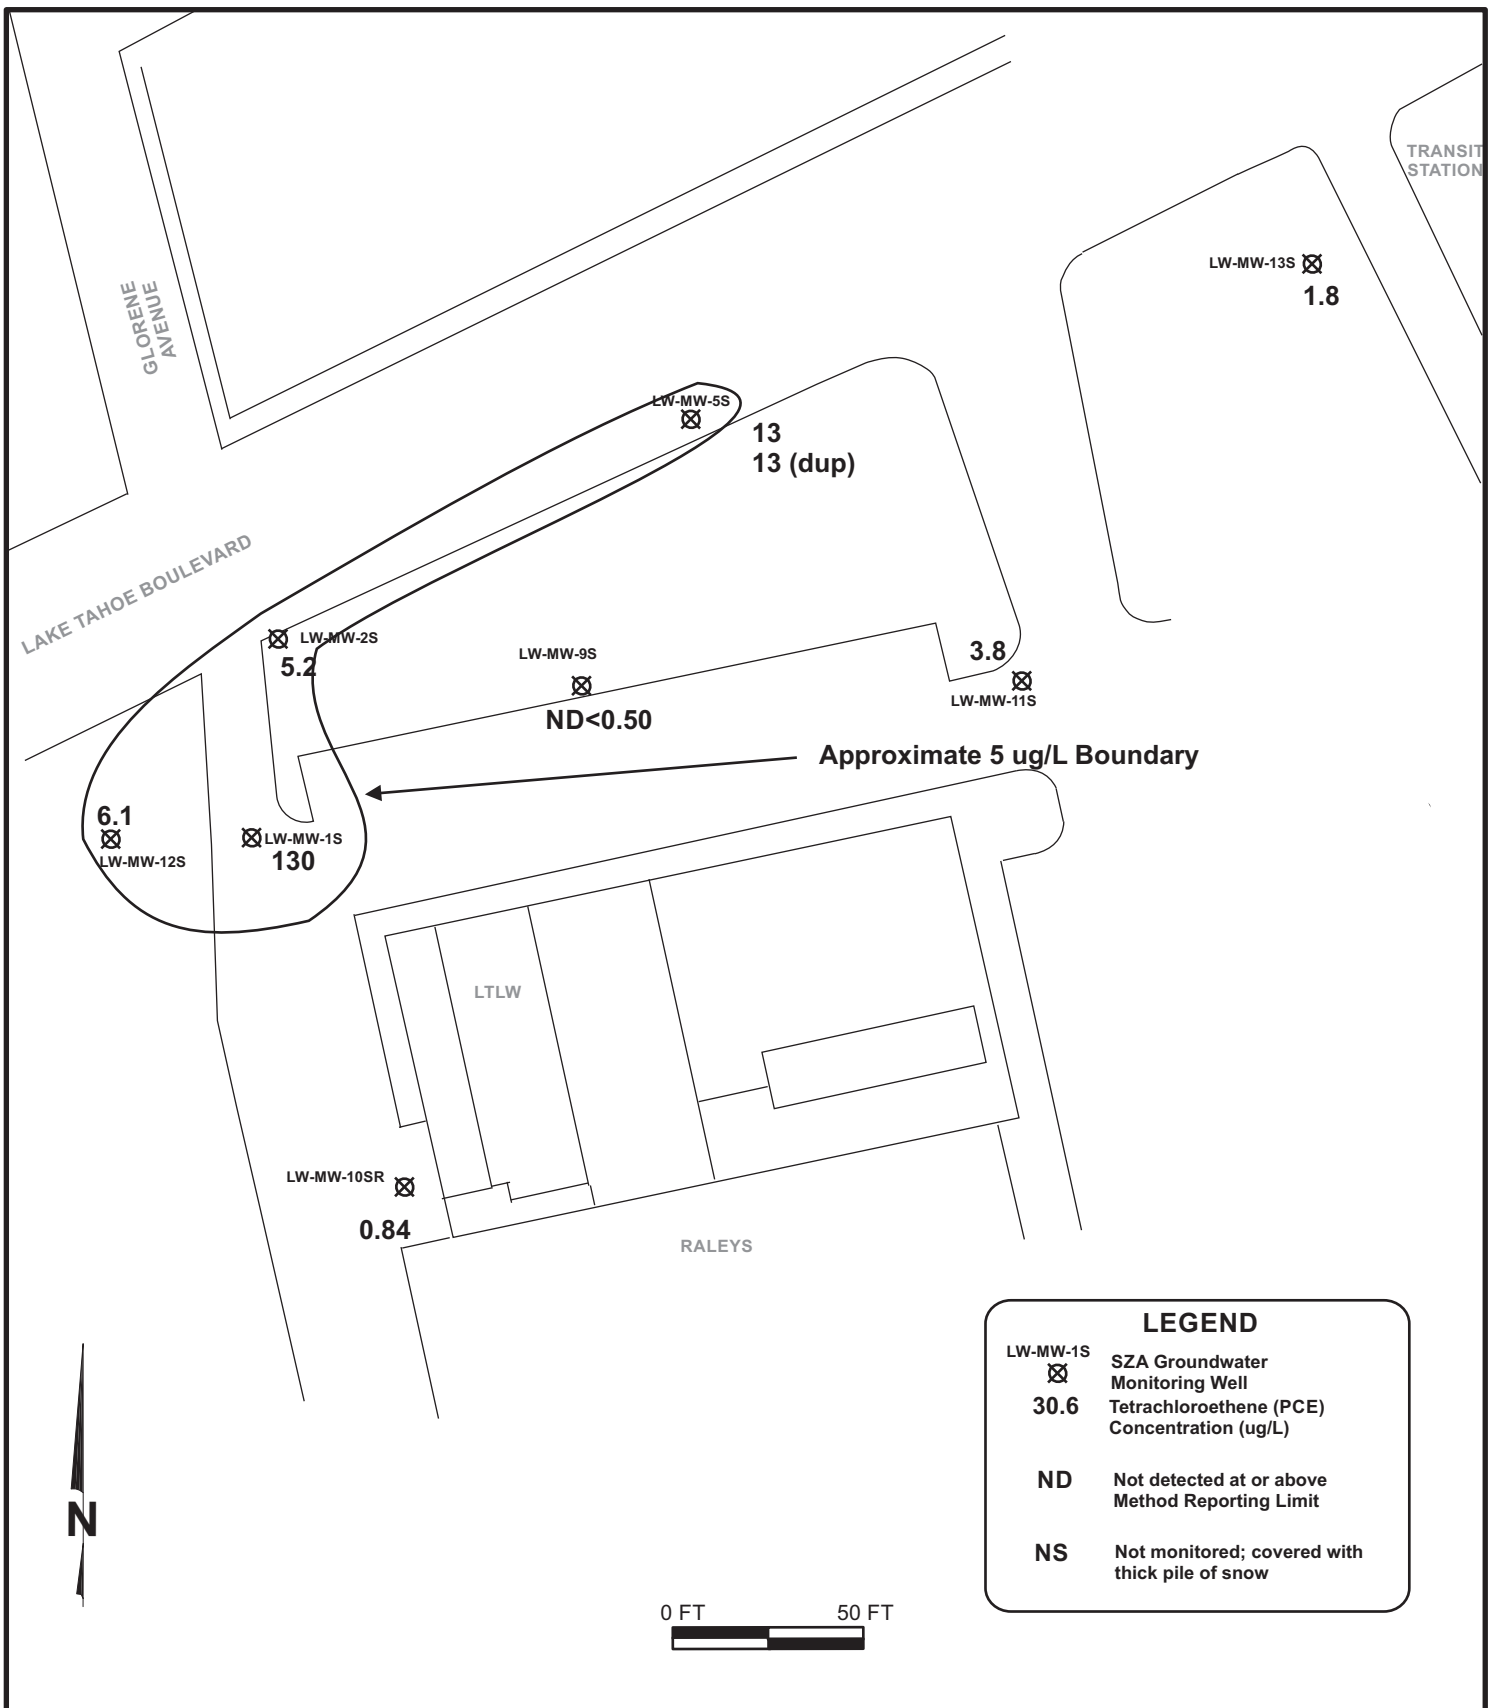 TRANSIT
STATION
LW-MW-13S
1.8
GLORENE
AVENUE
LW-MW-5S
13
13 (dup)
LAKE TAHOE BOULEVARD
LW-MW-2S
5.2
LW-MW-9S
ND<0.50
3.8
LW-MW-11S
Approximate 5 ug/L Boundary
6.1
LW-MW-12S
LW-MW-1S
130
LTLW
LW-MW-10SR
0.84
RALEYS
LEGEND
LW-MW-1S
SZA Groundwater
Monitoring Well
30.6
Tetrachloroethene (PCE)
Concentration (ug/L)
ND
Not detected at or above
Method Reporting Limit
NS
Not monitored; covered with
thick pile of snow
N
0 FT
50 FT